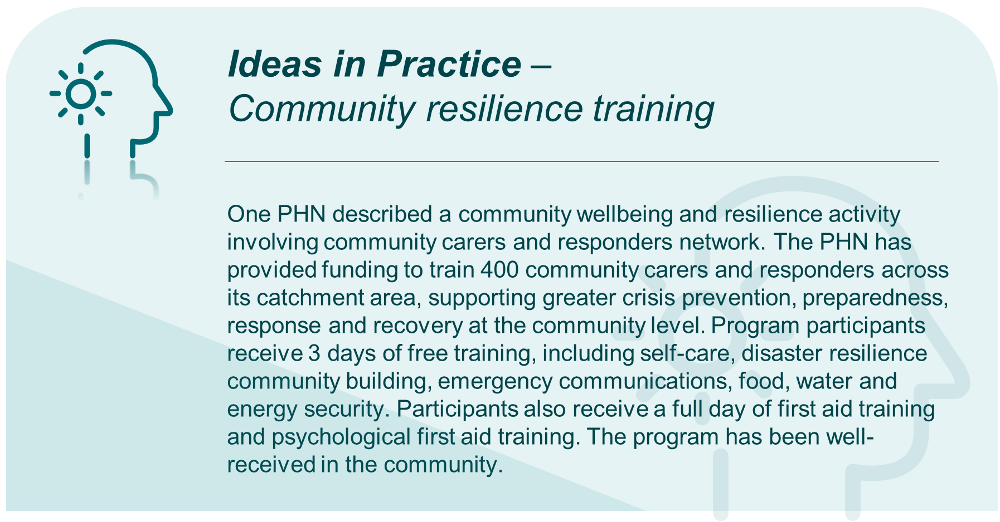 Ideas in Practice –
Community resilience training
One PHN described a community wellbeing and resilience activity
involving community carers and responders network. The PHN has
provided funding to train 400 community carers and responders across
its catchment area, supporting greater crisis prevention, preparedness,
response and recovery at the community level. Program participants
receive 3 days of free training, including self-care, disaster resilience
community building, emergency communications, food, water and
energy security. Participants also receive a full day of first aid training
and psychological first aid training. The program has been well-
received in the community.